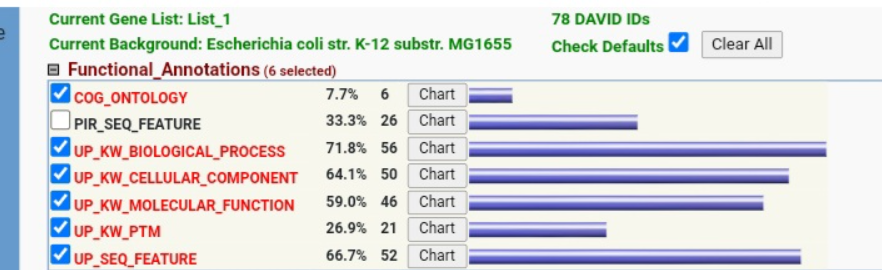 e
Current Gene List: List_1 78 DAVID IDs
Current Background: Escherichia coli str. K-12 substr. MG1655 Check Defaults Clear All
Functional_Annotations (6 selected)
COG_ONTOLOGY 7.7% 6 Chart
PIR_SEQ_FEATURE 33.3% 26 Chart
UP_KW_BIOLOGICAL_PROCESS 71.8% 56 Chart
UP_KW_CELLULAR_COMPONENT 64.1% 50 Chart
UP_KW_MOLECULAR_FUNCTION 59.0% 46 Chart
UP_KW_PTM 26.9% 21 Chart
UP_SEQ_FEATURE 66.7% 52 Chart